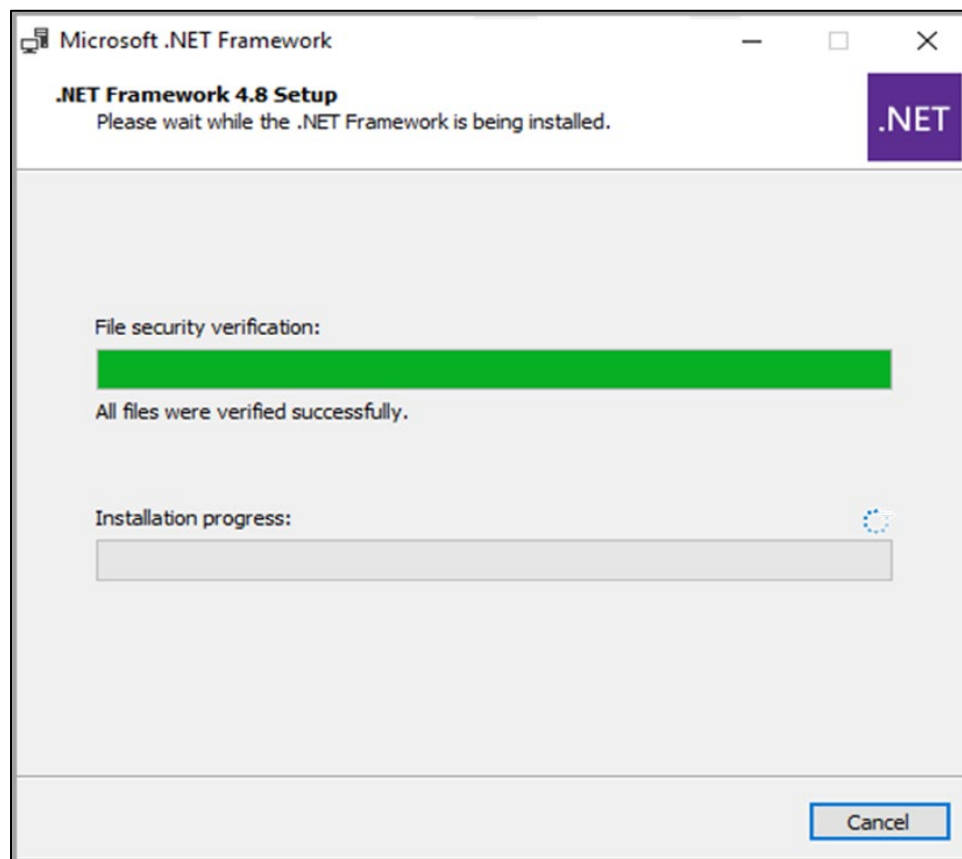 Microsoft .NET Framework
.NET Framework 4.8 Setup
Please wait while the .NET Framework is being installed.
.NET
File security verification:
All files were verified successfully.
Installation progress:
Cancel